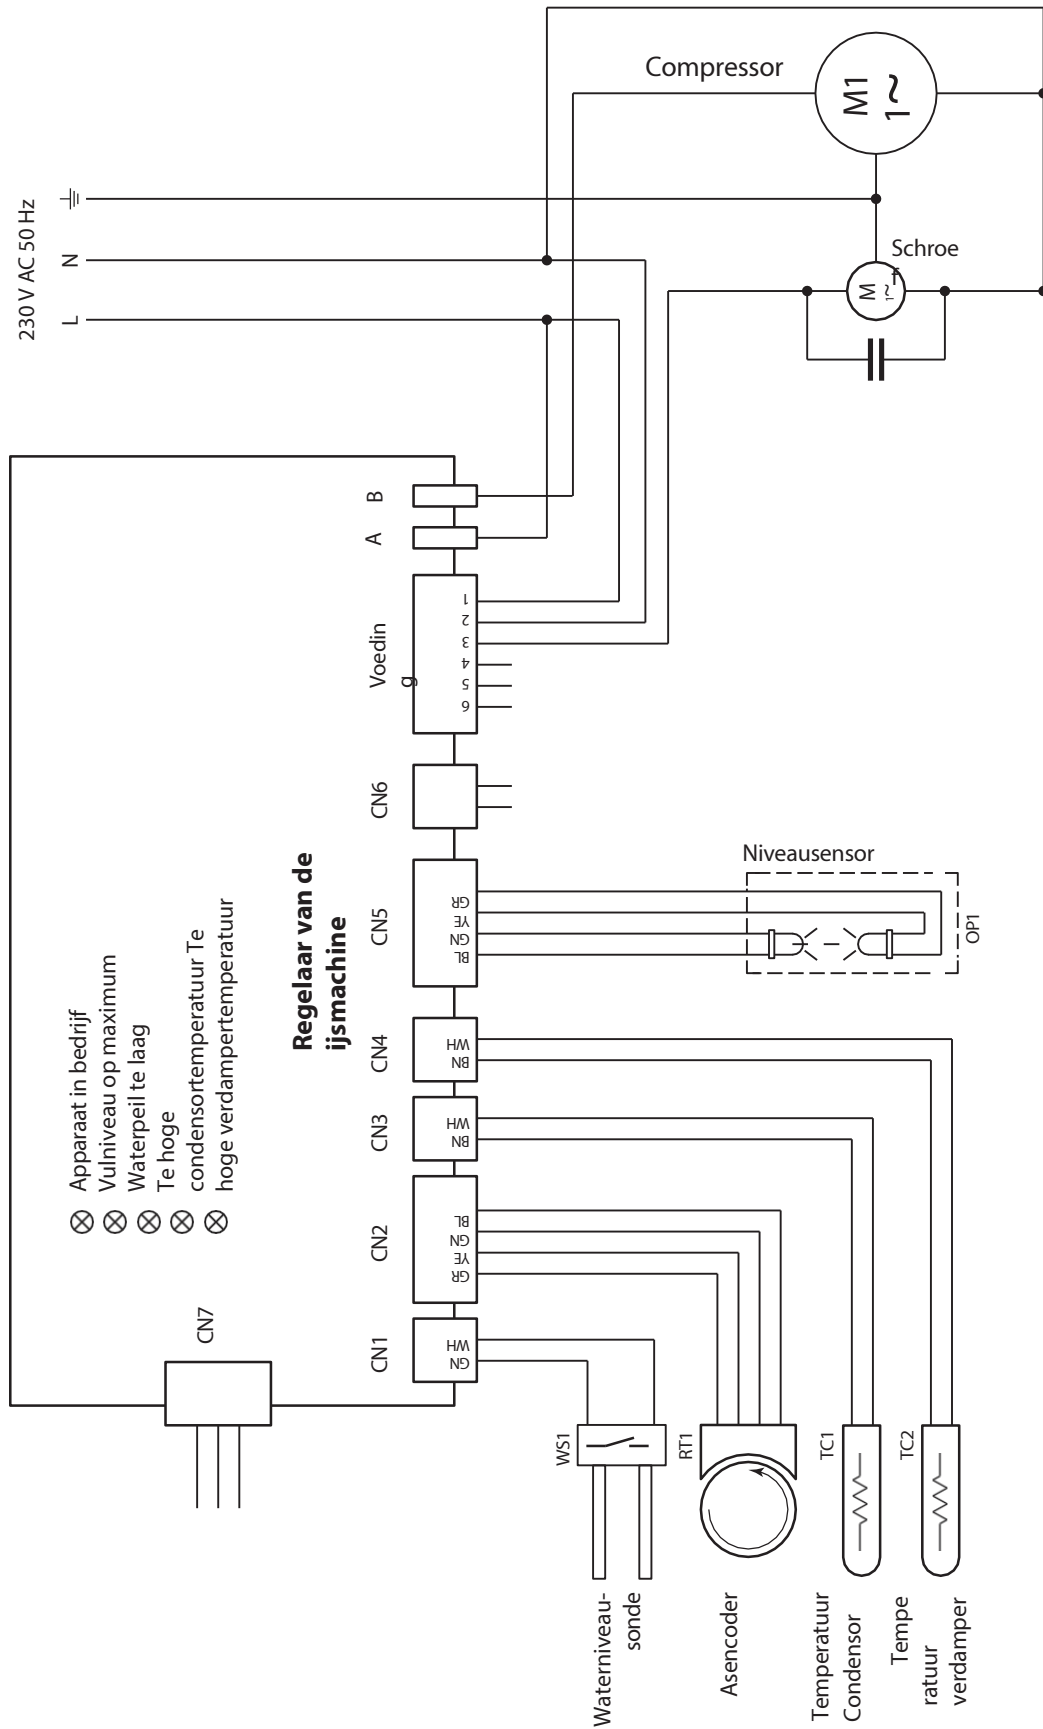 230 V AC 50 Hz
L
N
Compressor
M1
1~
Schroe
f
M
1~
Regelaar van de
ijsmachine
Apparaat in bedrijf
Vulniveau op maximum
Waterpeil te laag
Te hoge
condensortemperatuur Te
hoge verdampertemperatuur
CN7
CN1
GN
WH
CN2
GR
YE
GN
BL
CN3
BN
WH
CN4
BN
WH
CN5
BL
GN
YE
GR
CN6
Voedin
g
6
5
4
3
2
1
A
B
Niveausensor
OP1
WS1
Waterniveau-
sonde
RT1
Asencoder
TC1
Temperatuur
Condensor
TC2
Tempe
ratuur
verdamper